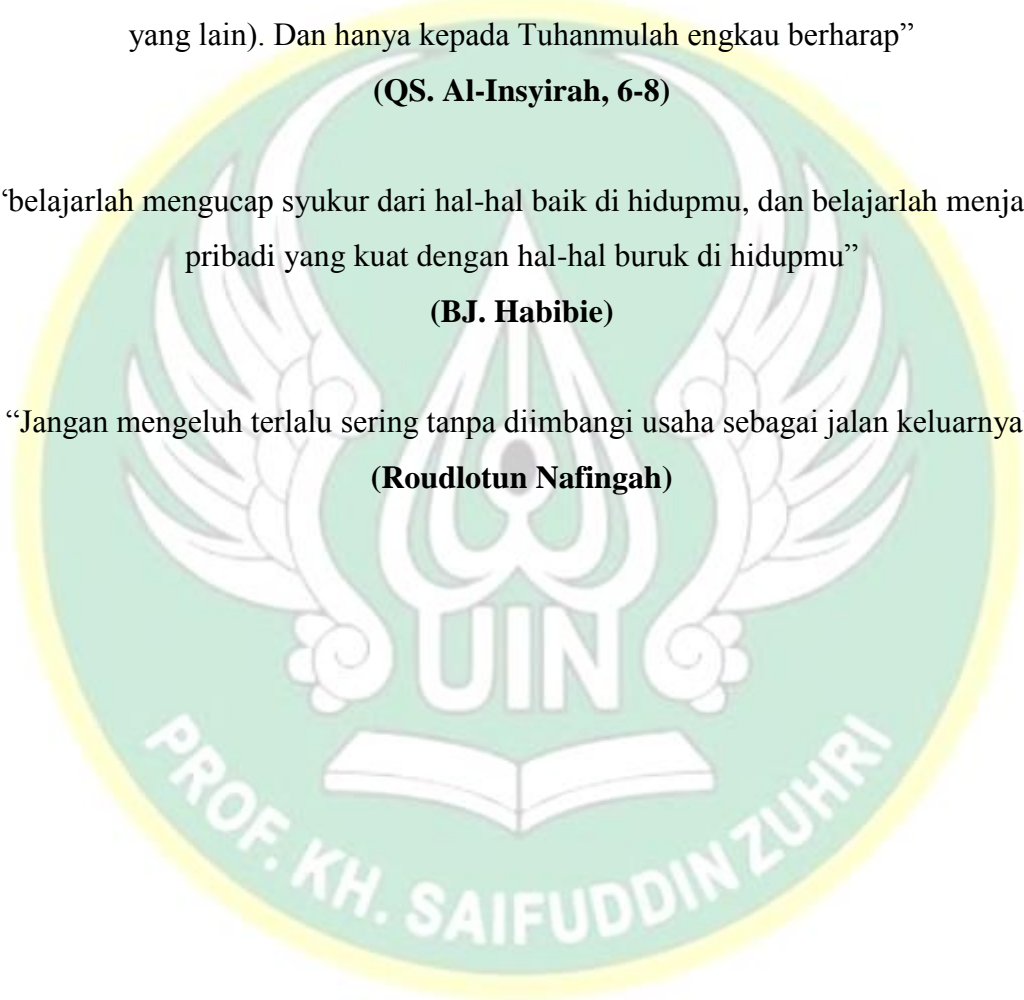 yang lain). Dan hanya kepada Tuhanmulah engkau berharap”
(QS. Al-Insyirah, 6-8)
“belajarlah mengucap syukur dari hal-hal baik di hidupmu, dan belajarlah menja
pribadi yang kuat dengan hal-hal buruk di hidupmu”
(BJ. Habibie)
“Jangan mengeluh terlalu sering tanpa diimbangi usaha sebagai jalan keluarnya
(Roudlotun Nafingah)
UIN
PROF. KH. SAIFUDDIN ZUHRI